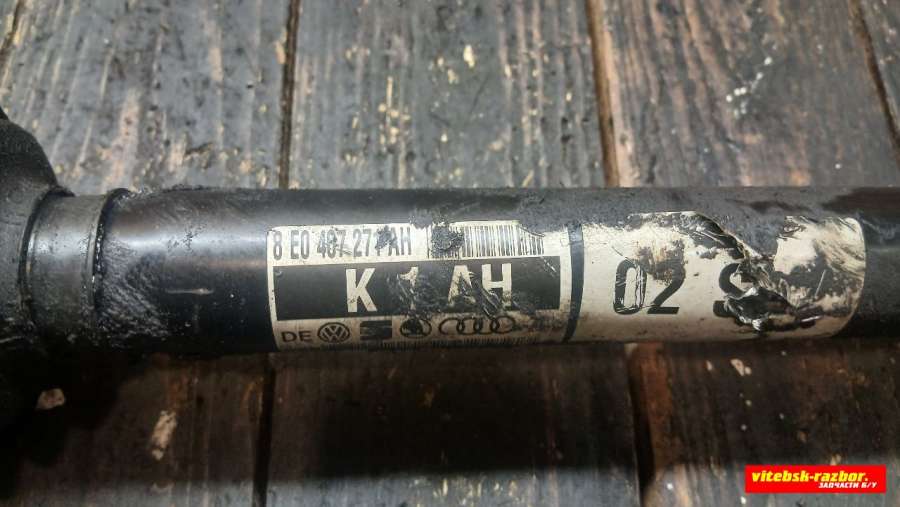 8 E0 407 271 AH
K 1 AH
02 S
DE
vitebsk-razbor.
ЗАПЧАСТИ Б/У